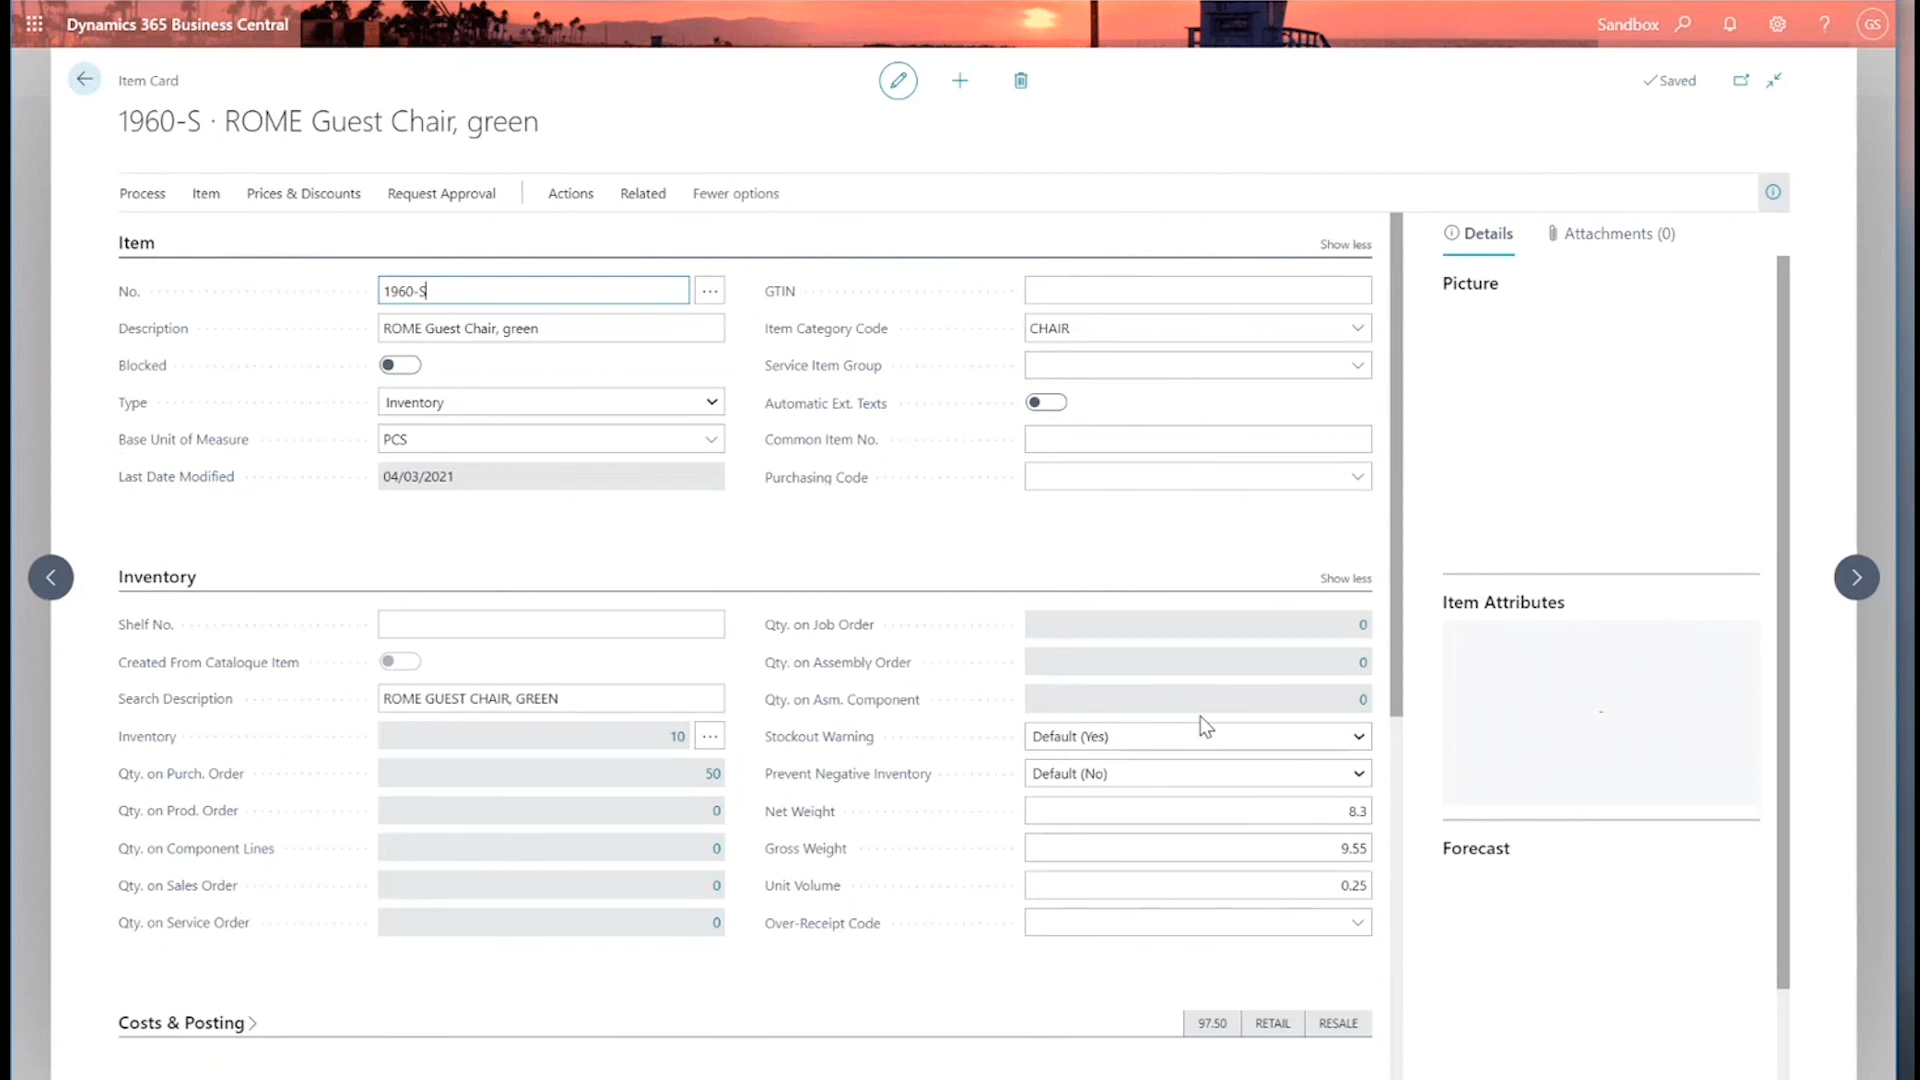 Dynamics 365 Business Central
Sandbox
?
GS
Item Card
Saved
1960-S · ROME Guest Chair, green
Process Item Prices & Discounts Request Approval Actions Related Fewer options
Item
Show less
No.
1960-S
Description
ROME Guest Chair, green
Blocked
Type
Inventory
Base Unit of Measure
PCS
Last Date Modified
04/03/2021
GTIN
Item Category Code
CHAIR
Service Item Group
Automatic Ext. Texts
Common Item No.
Purchasing Code
Inventory
Show less
Shelf No.
Created From Catalogue Item
Search Description
ROME GUEST CHAIR, GREEN
Inventory
10
Qty. on Purch. Order
50
Qty. on Prod. Order
0
Qty. on Component Lines
0
Qty. on Sales Order
0
Qty. on Service Order
0
Qty. on Job Order
0
Qty. on Assembly Order
0
Qty. on Asm. Component
0
Stockout Warning
Default (Yes)
Prevent Negative Inventory
Default (No)
Net Weight
8.3
Gross Weight
9.55
Unit Volume
0.25
Over-Receipt Code
Costs & Posting
97.50 RETAIL RESALE
Details
Attachments (0)
Picture
Item Attributes
-
Forecast